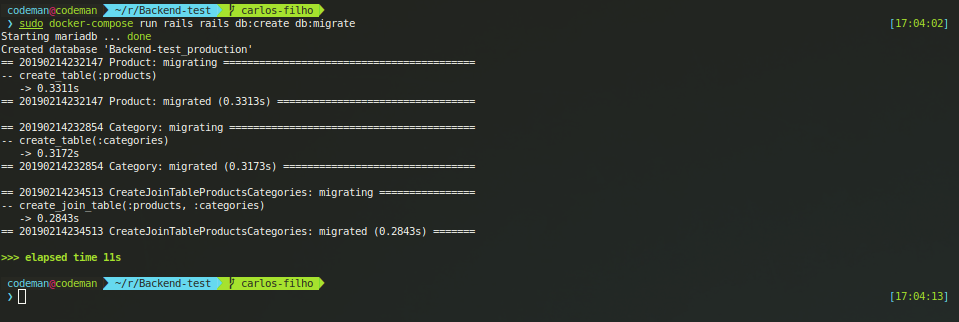 codeman@codeman ~/r/Backend-test carlos-filho
❯ sudo docker-compose run rails rails db:create db:migrate [17:04:02]
Starting mariadb ... done
Created database 'Backend-test_production'
== 20190214232147 Product: migrating ==========================================
-- create_table(:products)
   -> 0.3311s
== 20190214232147 Product: migrated (0.3313s) =================================
== 20190214232854 Category: migrating =========================================
-- create_table(:categories)
   -> 0.3172s
== 20190214232854 Category: migrated (0.3173s) ================================
== 20190214234513 CreateJoinTableProductsCategories: migrating ================
-- create_join_table(:products, :categories)
   -> 0.2843s
== 20190214234513 CreateJoinTableProductsCategories: migrated (0.2843s) =======
>>> elapsed time 11s
codeman@codeman ~/r/Backend-test carlos-filho
❯ [17:04:13]